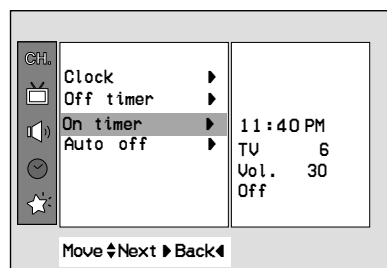 CH.
Clock ▶
Off timer ▶
On timer ▶
Auto off ▶
11:40 PM
TV 6
Vol. 30
Off
Move ▲▼ Next ▶ Back ◀